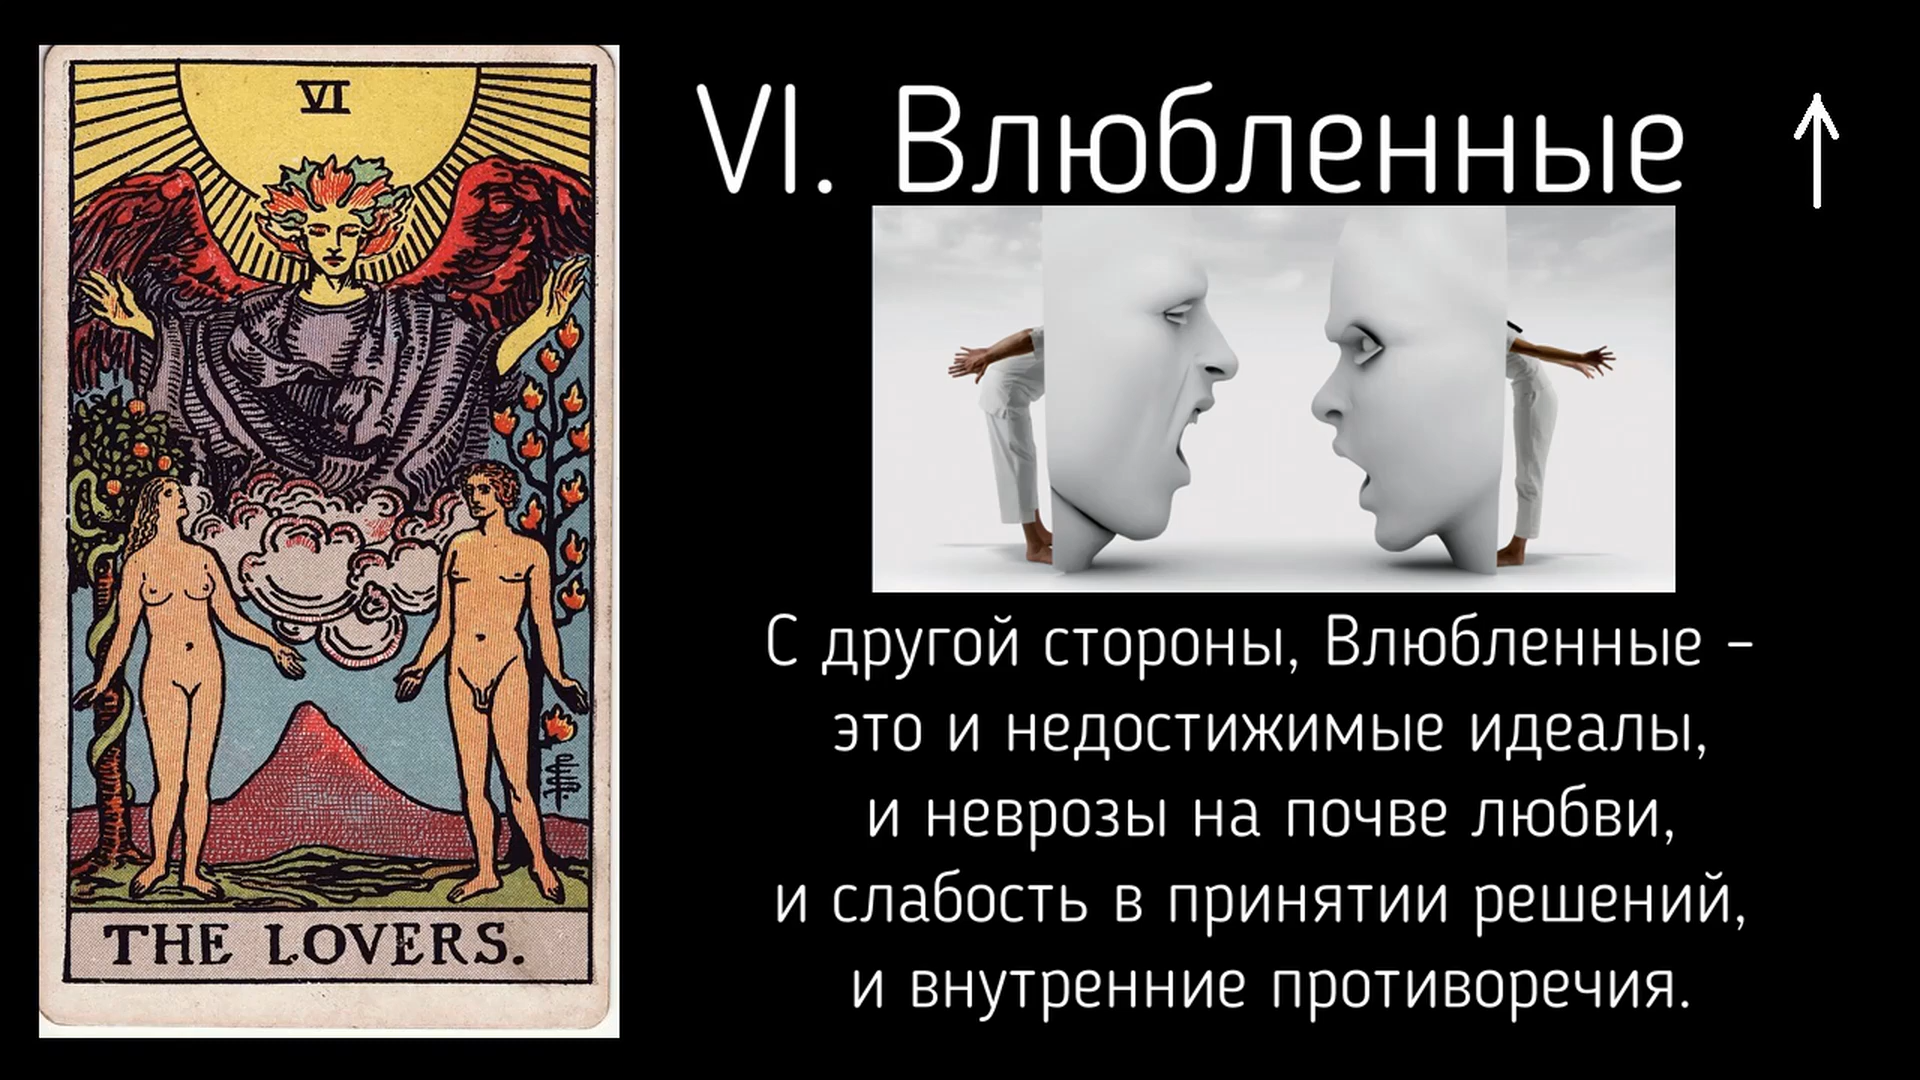 VI
THE LOVERS.
VI. Влюбленные
С другой стороны, Влюбленные –
это и недостижимые идеалы,
и неврозы на почве любви,
и слабость в принятии решений,
и внутренние противоречия.